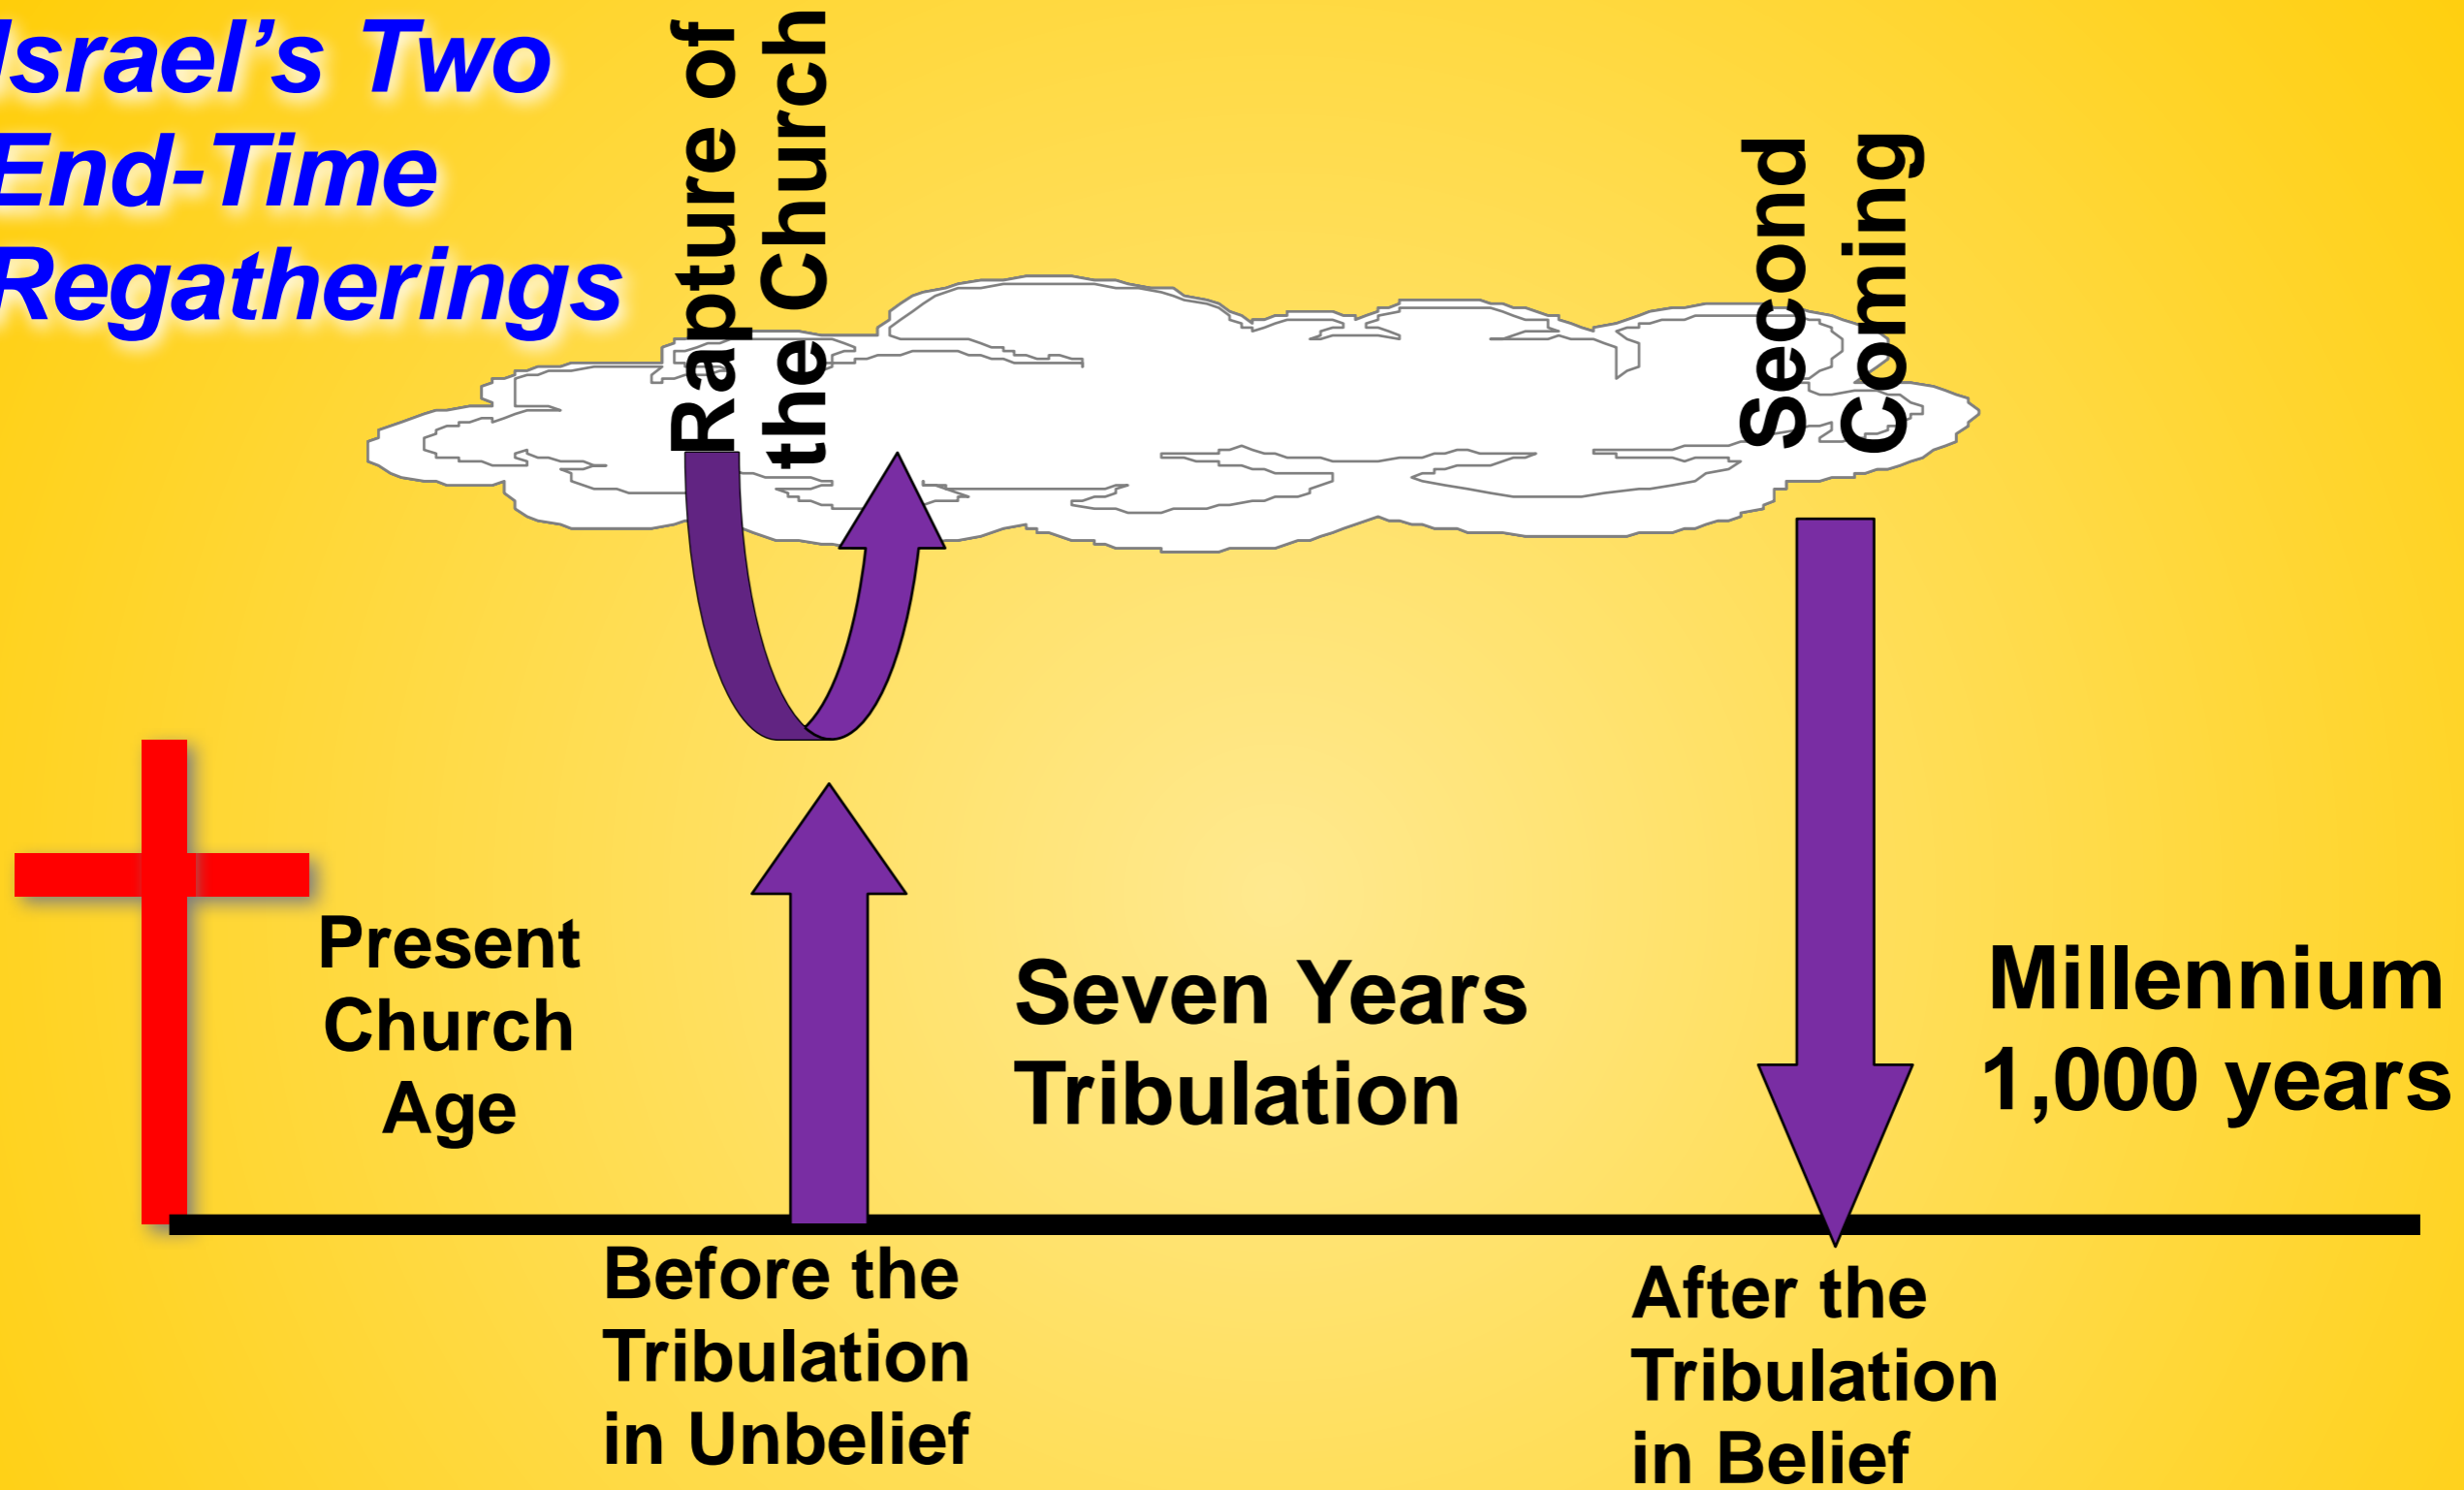 Israel’s Two
End-Time
Regatherings
Rapture of
the Church
Second
Coming
Present
Church
Age
Seven Years
Tribulation
Millennium
1,000 years
Before the
Tribulation
in Unbelief
After the
Tribulation
in Belief